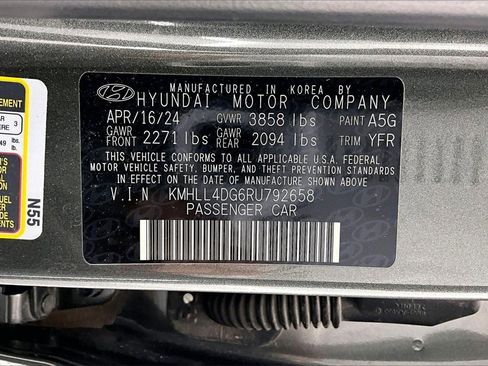 MANUFACTURED IN KOREA BY
HYUNDAI MOTOR COMPANY
APR/16/24 GVWR 3858 lbs PAINT A5G
GAWR FRONT 2271 lbs GAWR REAR 2094 lbs TRIM YFR
THIS VEHICLE CONFORMS TO ALL APPLICABLE U.S.A. FEDERAL
MOTOR VEHICLE SAFETY, BUMPER, AND THEFT PREVENTION
STANDARDS IN EFFECT ON THE DATE OF MANUFACTURE SHOWN ABOVE.
V.I.N KMHLL4DG6RU792658
PASSENGER CAR
N55